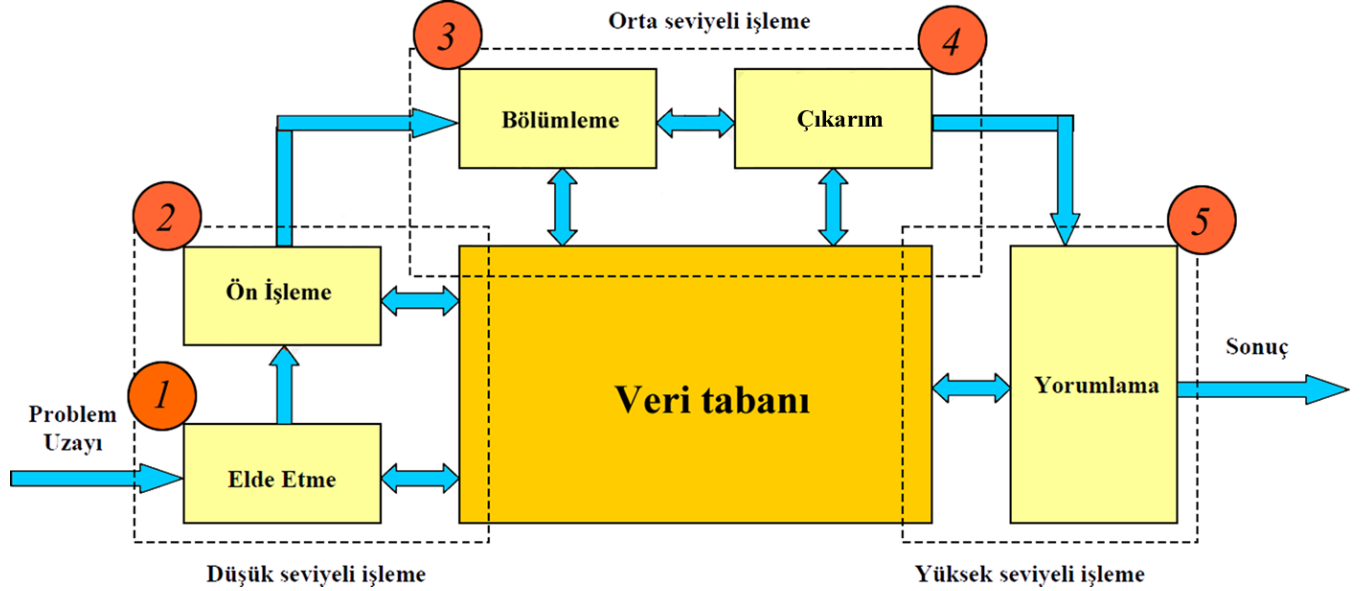 Orta seviyeli işleme
3
4
Bölümleme
Çıkarım
2
5
Ön İşleme
Sonuç
1
Veri tabanı
Yorumlama
Problem
Uzayı
Elde Etme
Düşük seviyeli işleme
Yüksek seviyeli işleme